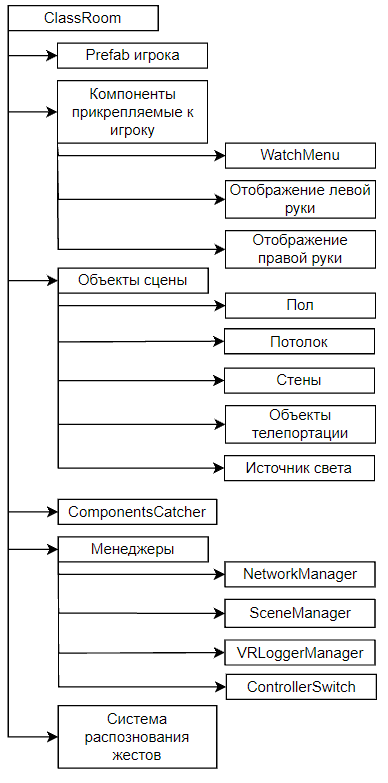 ClassRoom
Prefab игрока
Компоненты
прикрепляемые к
игроку
WatchMenu
Отображение левой
руки
Отображение
правой руки
Объекты сцены
Пол
Потолок
Стены
Объекты
телепортации
Источник света
ComponentsCatcher
Менеджеры
NetworkManager
SceneManager
VRLoggerManager
ControllerSwitch
Система
распознования
жестов